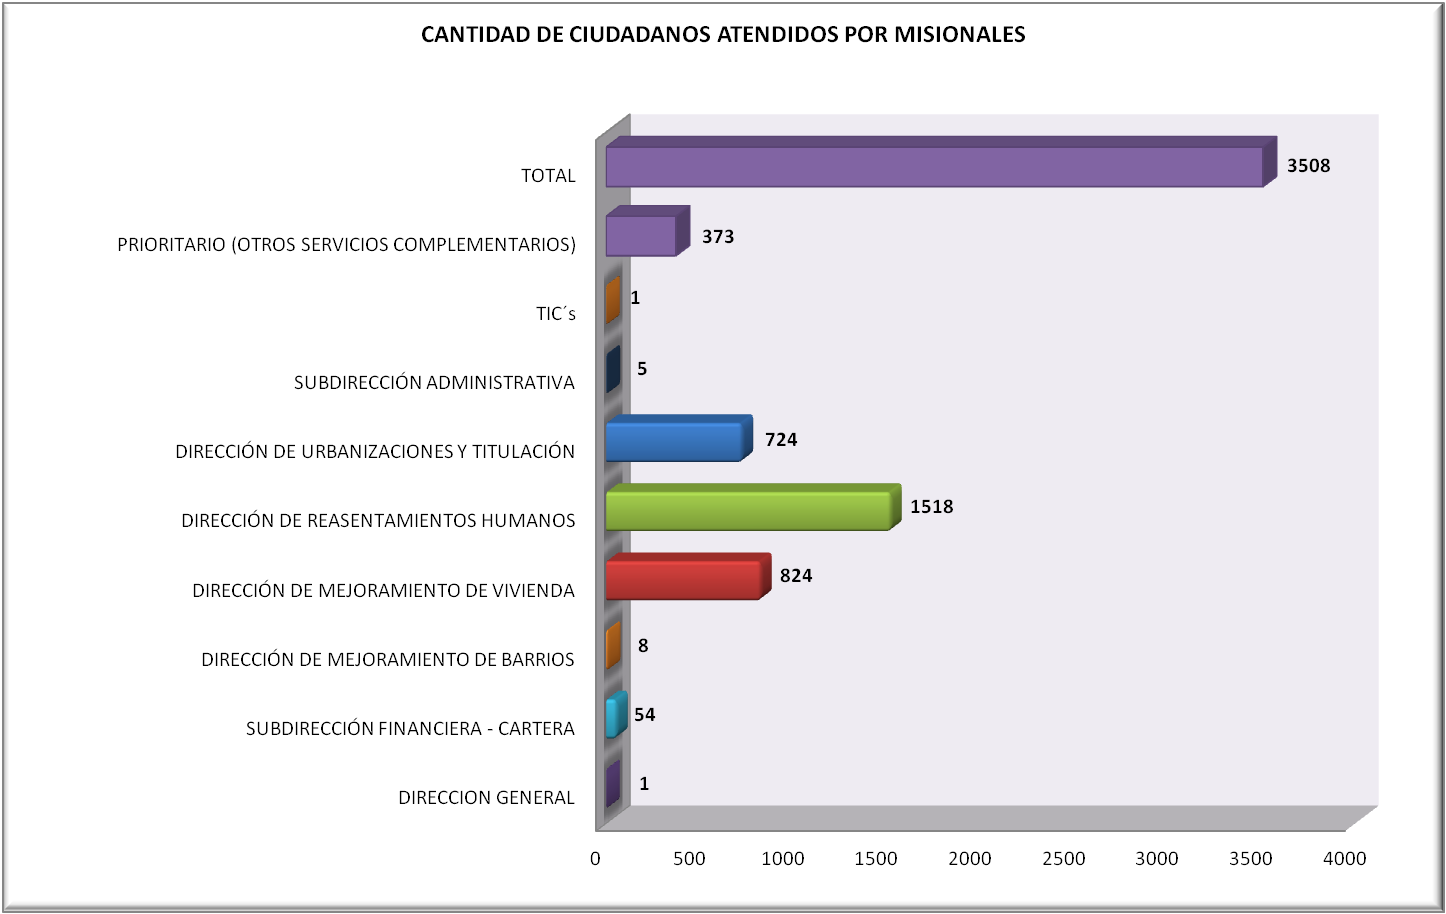 CANTIDAD DE CIUDADANOS ATENDIDOS POR MISIONALES
TOTAL 3508
PRIORITARIO (OTROS SERVICIOS COMPLEMENTARIOS) 373
TIC´s 1
SUBDIRECCIÓN ADMINISTRATIVA 5
DIRECCIÓN DE URBANIZACIONES Y TITULACIÓN 724
DIRECCIÓN DE REASENTAMIENTOS HUMANOS 1518
DIRECCIÓN DE MEJORAMIENTO DE VIVIENDA 824
DIRECCIÓN DE MEJORAMIENTO DE BARRIOS 8
SUBDIRECCIÓN FINANCIERA - CARTERA 54
DIRECCION GENERAL 1
0 500 1000 1500 2000 2500 3000 3500 4000